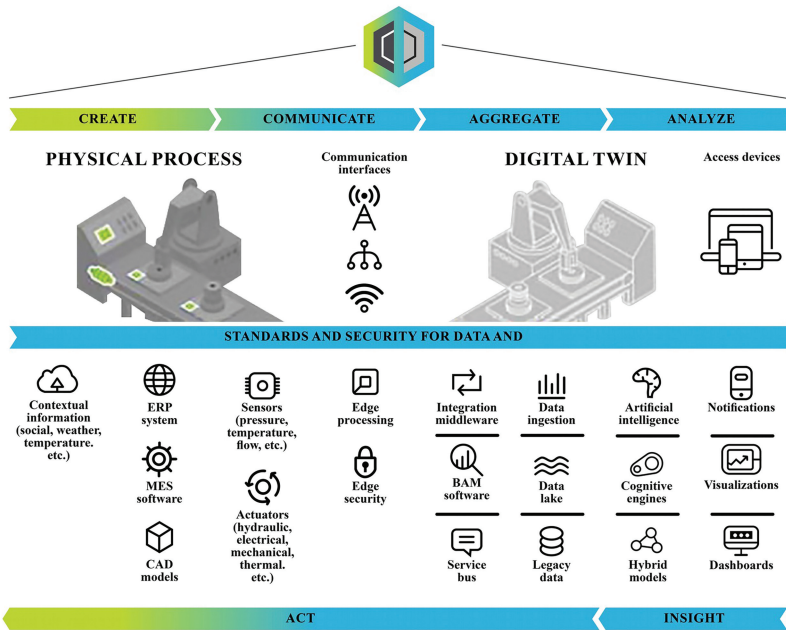 CREATE
COMMUNICATE
AGGREGATE
ANALYZE
PHYSICAL PROCESS
Communication
interfaces
DIGITAL TWIN
Access devices
STANDARDS AND SECURITY FOR DATA AND
Contextual
information
(social, weather,
temperature.
etc.)
ERP
system
MES
software
CAD
models
Sensors
(pressure,
temperature,
flow, etc.)
Actuators
(hydraulic,
electrical,
mechanical,
thermal.
etc.)
Edge
processing
Edge
security
Integration
middleware
BAM
software
Service
bus
Data
ingestion
Data
lake
Legacy
data
Artificial
intelligence
Cognitive
engines
Hybrid
models
Notifications
Visualizations
Dashboards
ACT
INSIGHT